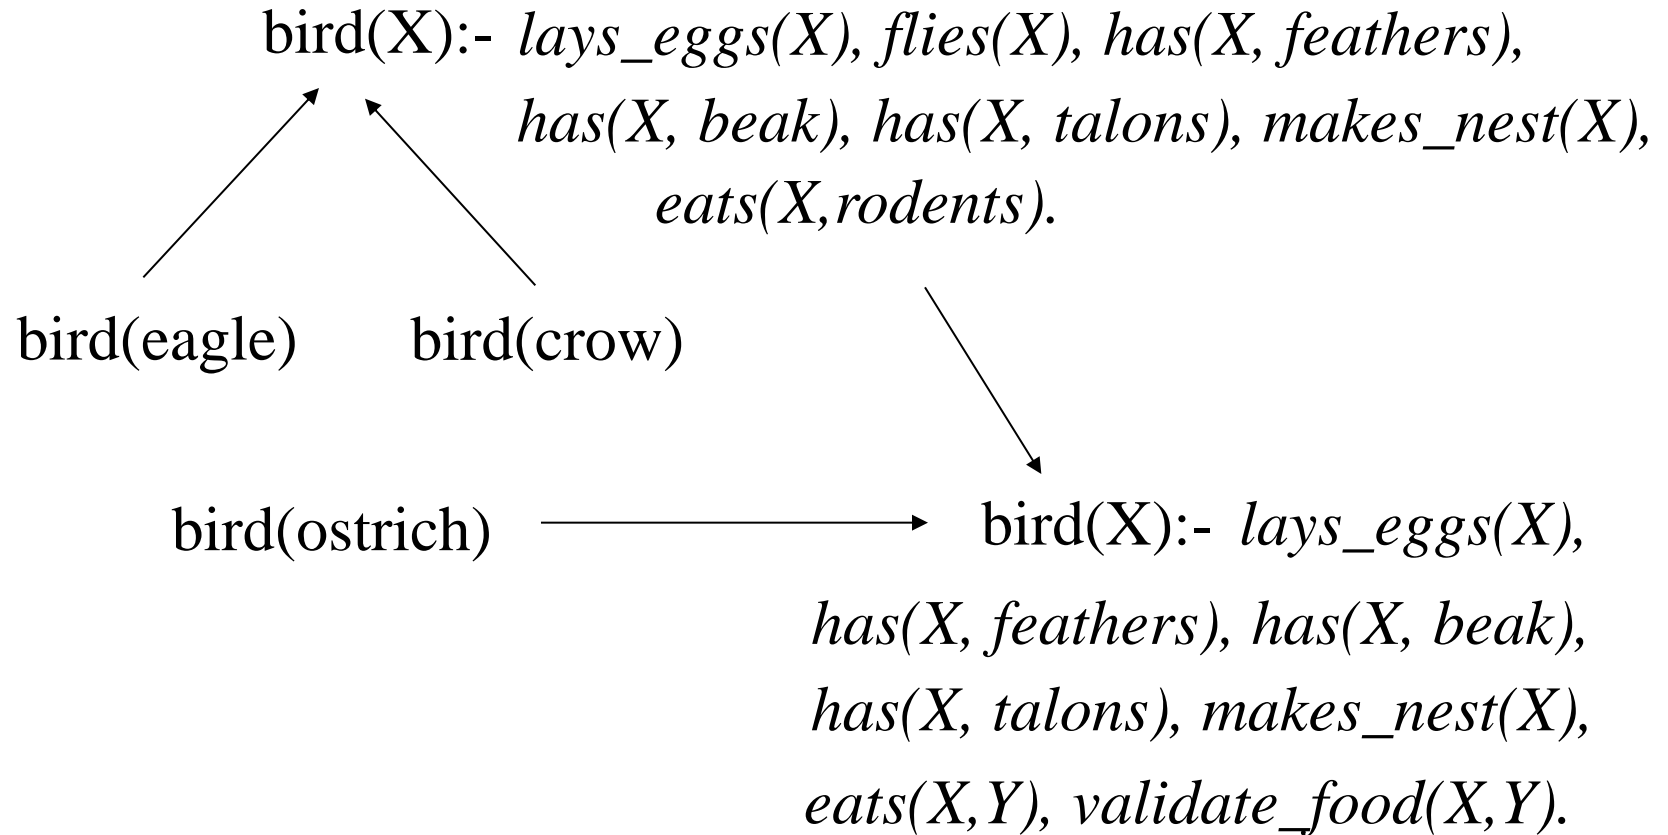 bird(X):- lays_eggs(X), flies(X), has(X, feathers),
has(X, beak), has(X, talons), makes_nest(X),
eats(X,rodents).
bird(eagle)
bird(crow)
bird(ostrich)
bird(X):- lays_eggs(X),
has(X, feathers), has(X, beak),
has(X, talons), makes_nest(X),
eats(X,Y), validate_food(X,Y).